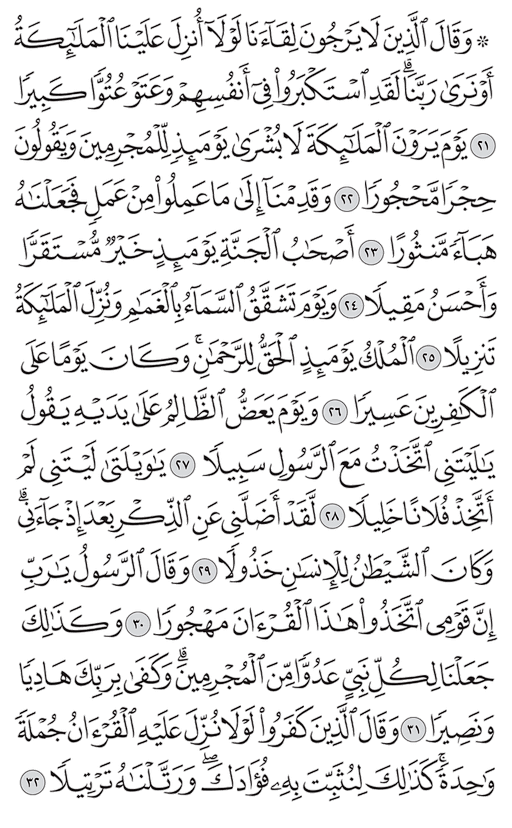 ۞ وَقَالَ ٱلَّذِينَ لَا يَرْجُونَ لِقَآءَنَا لَوْلَآ أُنزِلَ عَلَيْنَا ٱلْمَلَـٰٓئِكَةُ
أَوْ نَرَىٰ رَبَّنَا ۗ لَقَدِ ٱسْتَكْبَرُوا۟ فِىٓ أَنفُسِهِمْ وَعَتَوْ عُتُوًّا كَبِيرًا
٢١ يَوْمَ يَرَوْنَ ٱلْمَلَـٰٓئِكَةَ لَا بُشْرَىٰ يَوْمَئِذٍ لِّلْمُجْرِمِينَ وَيَقُولُونَ
حِجْرًا مَّحْجُورًا ٢٢ وَقَدِمْنَآ إِلَىٰ مَا عَمِلُوا۟ مِنْ عَمَلٍ فَجَعَلْنَـٰهُ
هَبَآءً مَّنثُورًا ٢٣ أَصْحَـٰبُ ٱلْجَنَّةِ يَوْمَئِذٍ خَيْرٌ مُّسْتَقَرًّا
وَأَحْسَنُ مَقِيلًا ٢٤ وَيَوْمَ تَشَقَّقُ ٱلسَّمَآءُ بِٱلْغَمَـٰمِ وَنُزِّلَ ٱلْمَلَـٰٓئِكَةُ
تَنزِيلًا ٢٥ ٱلْمُلْكُ يَوْمَئِذٍ ٱلْحَقُّ لِلرَّحْمَـٰنِ ۚ وَكَانَ يَوْمًا عَلَى
ٱلْكَـٰفِرِينَ عَسِيرًا ٢٦ وَيَوْمَ يَعَضُّ ٱلظَّالِمُ عَلَىٰ يَدَيْهِ يَقُولُ
يَـٰلَيْتَنِى ٱتَّخَذْتُ مَعَ ٱلرَّسُولِ سَبِيلًا ٢٧ يَـٰوَيْلَتَىٰ لَيْتَنِى لَمْ
أَتَّخِذْ فُلَانًا خَلِيلًا ٢٨ لَّقَدْ أَضَلَّنِى عَنِ ٱلذِّكْرِ بَعْدَ إِذْ جَآءَنِى ۗ
وَكَانَ ٱلشَّيْطَـٰنُ لِلْإِنسَـٰنِ خَذُولًا ٢٩ وَقَالَ ٱلرَّسُولُ يَـٰرَبِّ
إِنَّ قَوْمِى ٱتَّخَذُوا۟ هَـٰذَا ٱلْقُرْءَانَ مَهْجُورًا ٣٠ وَكَذَٰلِكَ
جَعَلْنَا لِكُلِّ نَبِىٍّ عَدُوًّا مِّنَ ٱلْمُجْرِمِينَ ۗ وَكَفَىٰ بِرَبِّكَ هَادِيًا
وَنَصِيرًا ٣١ وَقَالَ ٱلَّذِينَ كَفَرُوا۟ لَوْلَا نُزِّلَ عَلَيْهِ ٱلْقُرْءَانُ جُمْلَةً
وَٰحِدَةً ۚ كَذَٰلِكَ لِنُثَبِّتَ بِهِۦ فُؤَادَكَ ۖ وَرَتَّلْنَـٰهُ تَرْتِيلًا ٣٢